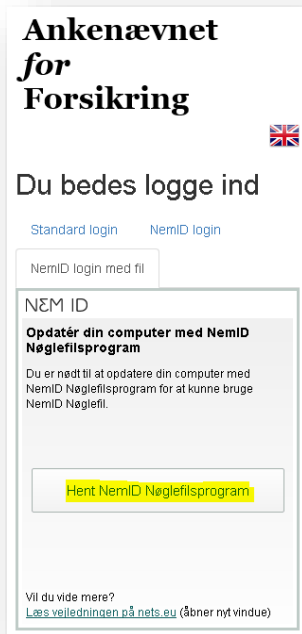 Ankenævnet
for
Forsikring
Du bedes logge ind
Standard login NemID login
NemID login med fil
NEM ID
Opdatér din computer med NemID
Nøglefilsprogram
Du er nødt til at opdatere din computer med
NemID Nøglefilsprogram for at kunne bruge
NemID Nøglefil.
Hent NemID Nøglefilsprogram
Vil du vide mere?
Læs vejledningen på nets.eu (åbner nyt vindue)